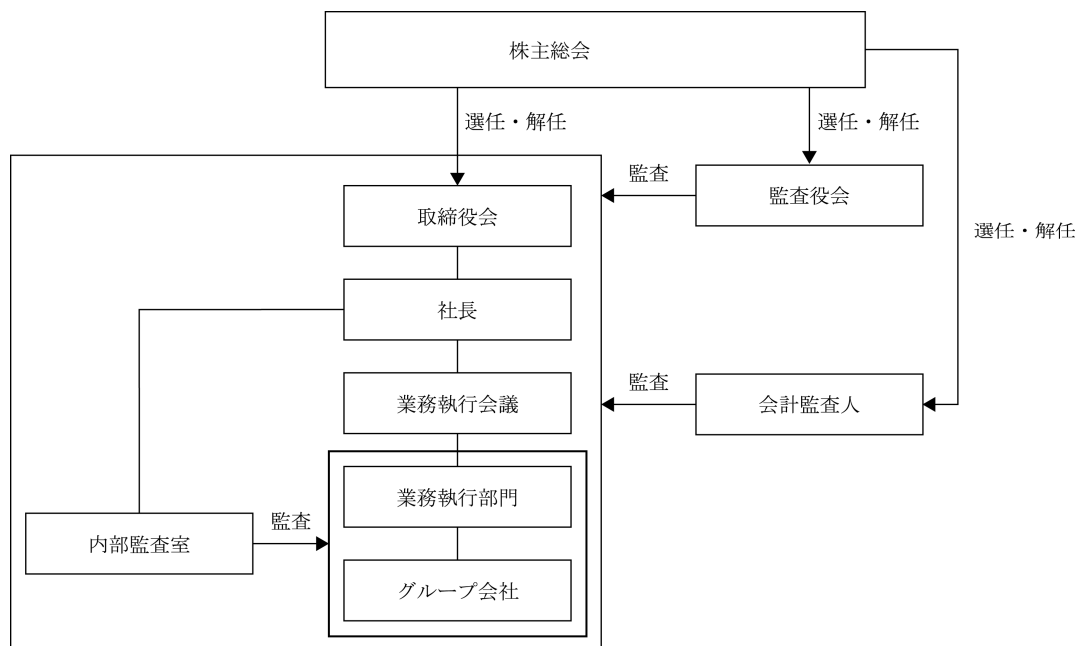 株主総会
選任・解任
選任・解任
監査
監査役会
取締役会
選任・解任
社長
監査
会計監査人
業務執行会議
業務執行部門
監査
内部監査室
グループ会社